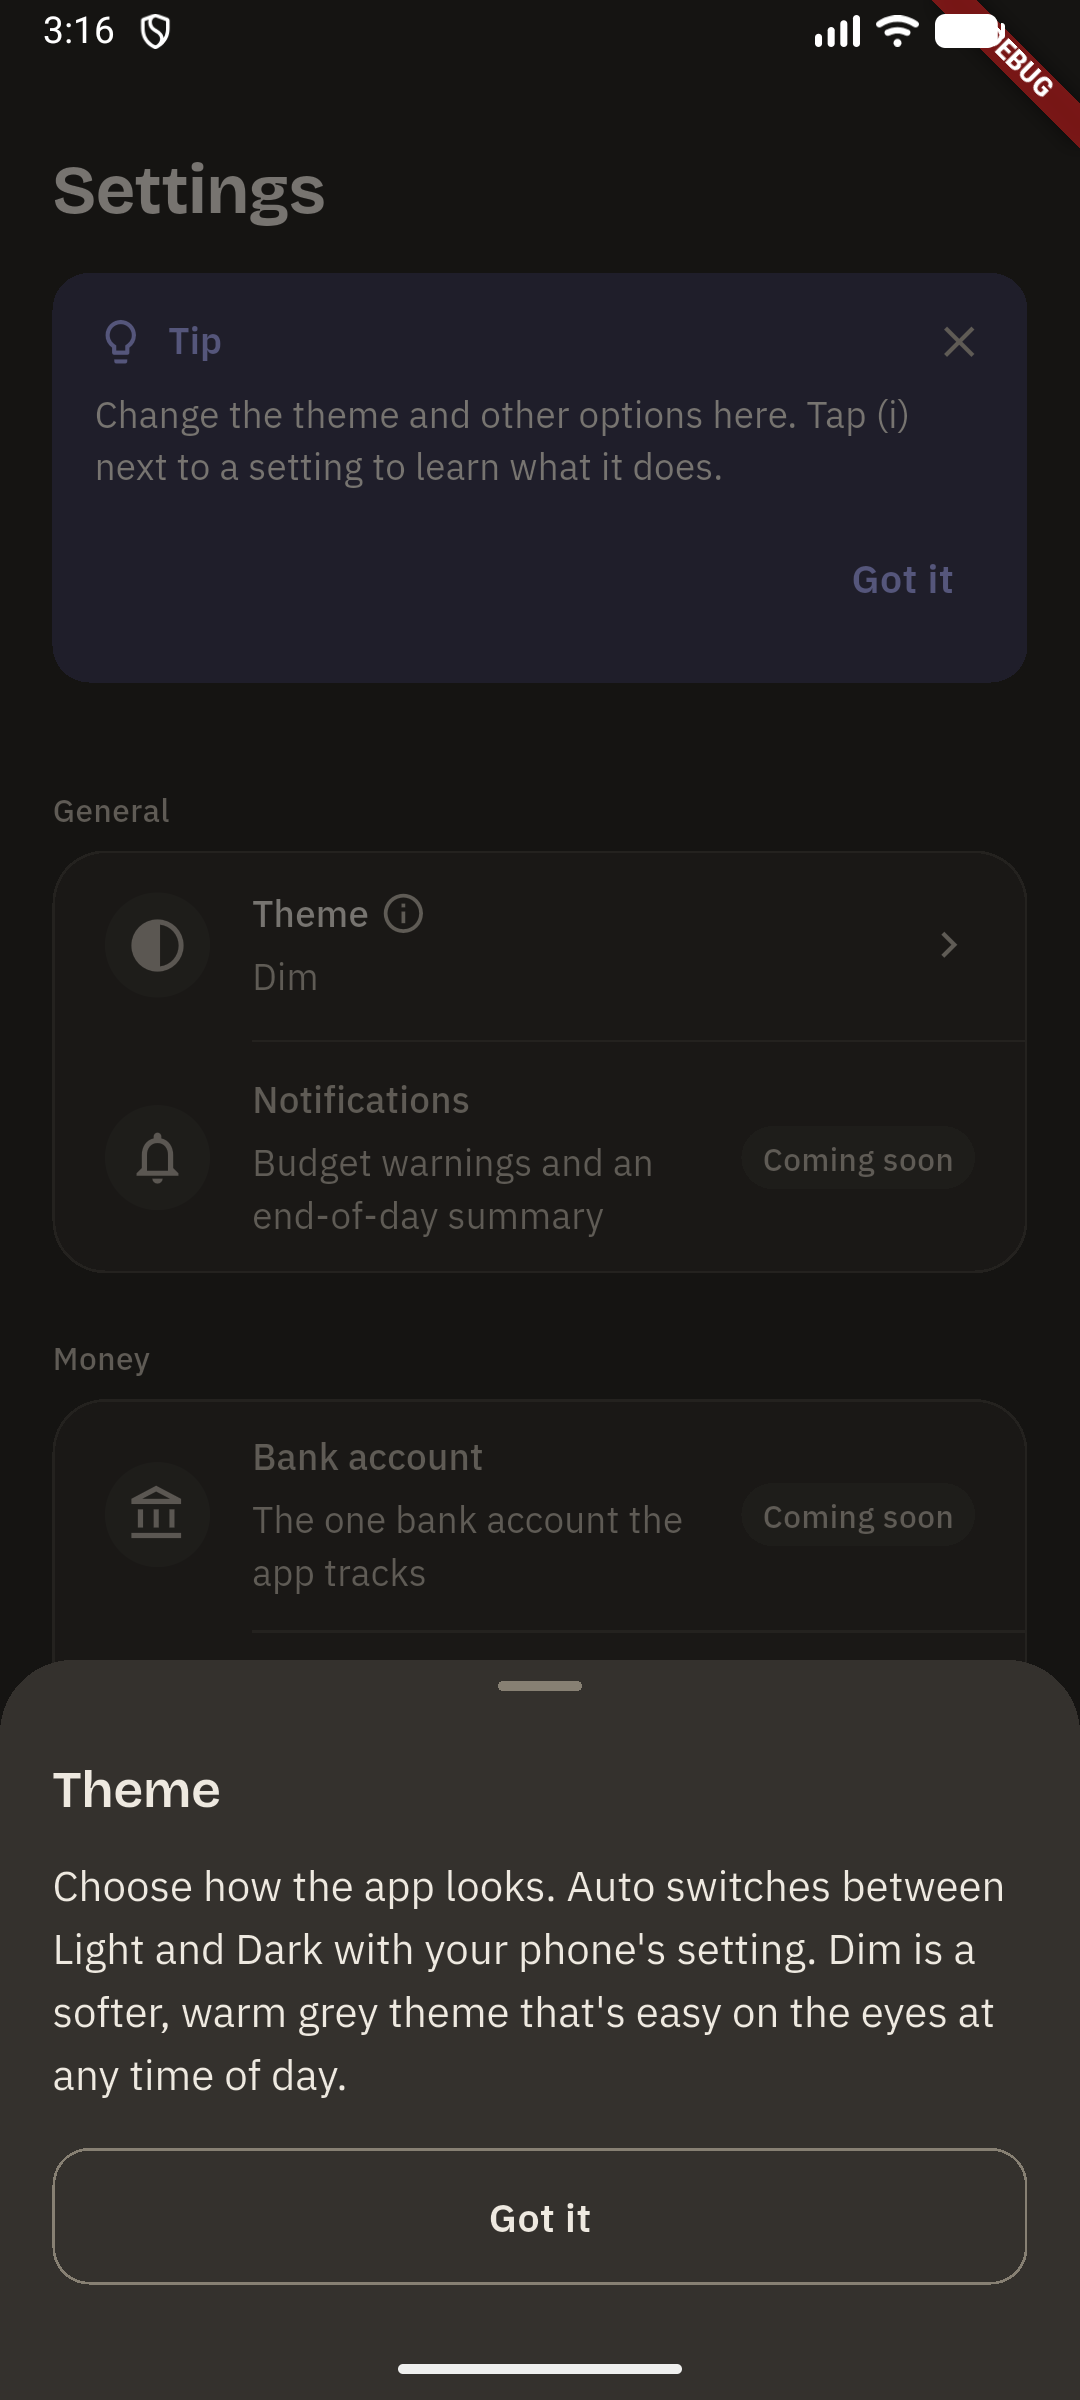 3:16
Settings
Tip
Change the theme and other options here. Tap (i)
next to a setting to learn what it does.
Got it
General
Theme
Dim
Notifications
Budget warnings and an
end-of-day summary
Coming soon
Money
Bank account
The one bank account the
app tracks
Coming soon
Theme
Choose how the app looks. Auto switches between
Light and Dark with your phone's setting. Dim is a
softer, warm grey theme that's easy on the eyes at
any time of day.
Got it